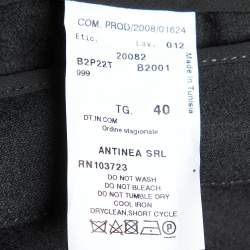 COM. PROD/2008/01624
Etic. Lav. 012
20082
B2P22T B2001
999
Made in Tunisia
TG. 40
DT.IN.COM
Ordine stagionale
ANTINEA SRL
RN103723
DO NOT WASH
DO NOT BLEACH
DO NOT TUMBLE DRY
COOL IRON
DRYCLEAN,SHORT CYCLE